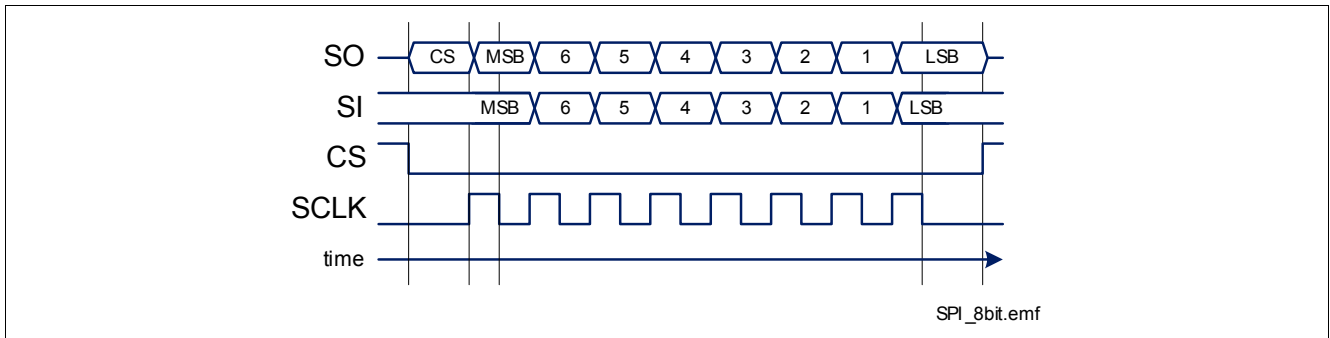 SO CS MSB 6 5 4 3 2 1 LSB
SI MSB 6 5 4 3 2 1 LSB
CS
SCLK
time
SPI_8bit.emf